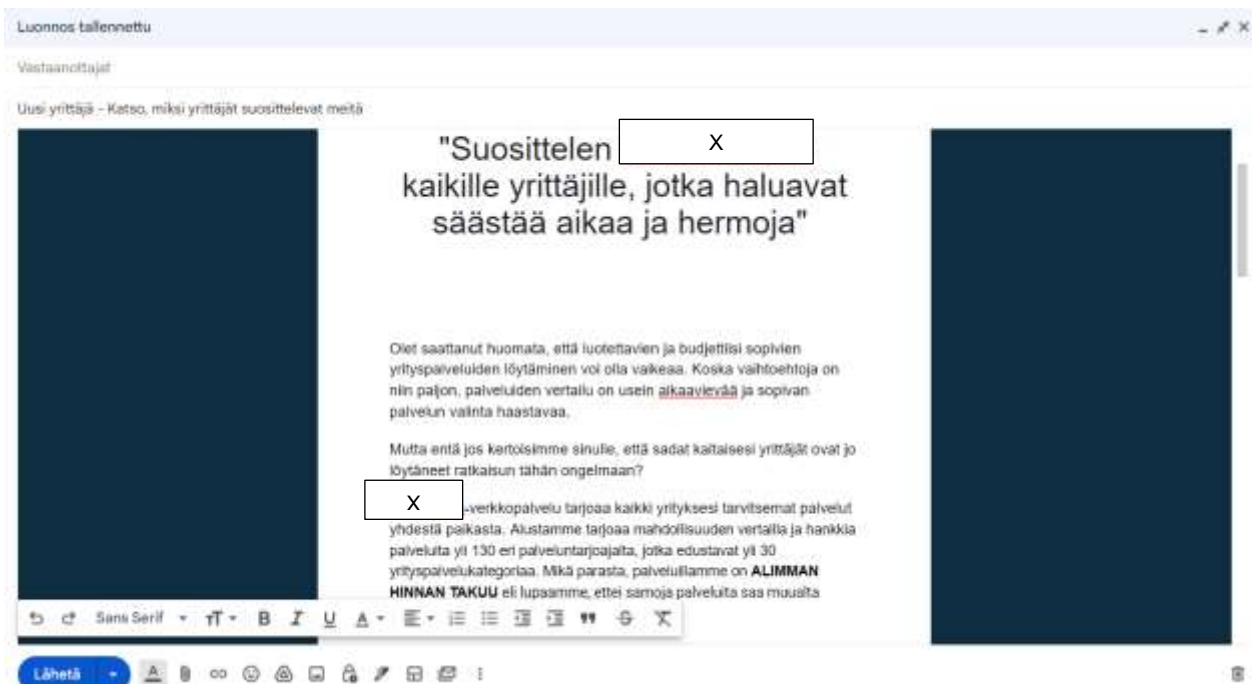 Luonnos tallennettu
Vastaanottajat
Uusi yrittäjä – Katso, miksi yrittäjät suosittelevat meitä
"Suosittelen X
kaikille yrittäjille, jotka haluavat
säästää aikaa ja hermoja"
Olet saattanut huomata, että luotettavien ja budjettiisi sopivien
yrityspalveluiden löytäminen voi olla vaikeaa. Koska vaihtoehtoja on
niin paljon, palveluiden vertailu on usein aikaavievää ja sopivan
palvelun valinta haastavaa.
Mutta entä jos kertoisimme sinulle, että sadat kaltaisesi yrittäjät ovat jo
löytäneet ratkaisun tähän ongelmaan?
X -verkkopalvelu tarjoaa kaikki yrityksesi tarvitsemat palvelut
yhdestä paikasta. Alustamme tarjoaa mahdollisuuden vertailla ja hankkia
palveluita yli 130 eri palveluntarjoajalta, jotka edustavat yli 30
yrityspalvelukategoriaa. Mikä parasta, palveluillamme on ALIMMAN
HINNAN TAKUU eli lupaamme, ettei samoja palveluita saa muualta
Sans Serif
Lähetä